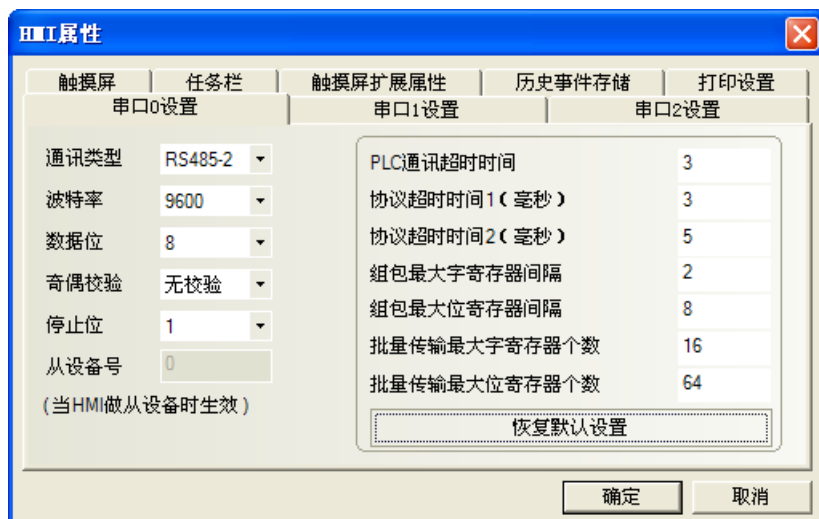 HMI属性
触摸屏 任务栏 触摸屏扩展属性 历史事件存储 打印设置
串口0设置 串口1设置 串口2设置
通讯类型 RS485-2
波特率 9600
数据位 8
奇偶校验 无校验
停止位 1
从设备号 0
(当HMI做从设备时生效)
PLC通讯超时时间 3
协议超时时间1(毫秒) 3
协议超时时间2(毫秒) 5
组包最大字寄存器间隔 2
组包最大位寄存器间隔 8
批量传输最大字寄存器个数 16
批量传输最大位寄存器个数 64
恢复默认设置
确定 取消